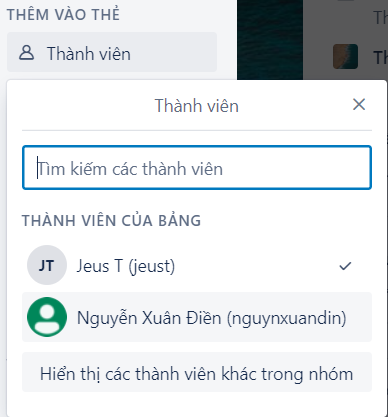 THÊM VÀO THẺ
Thành viên
Thành viên
Tìm kiếm các thành viên
THÀNH VIÊN CỦA BẢNG
JT Jeus T (jeust)
Nguyễn Xuân Điền (nguynxuandin)
Hiển thị các thành viên khác trong nhóm